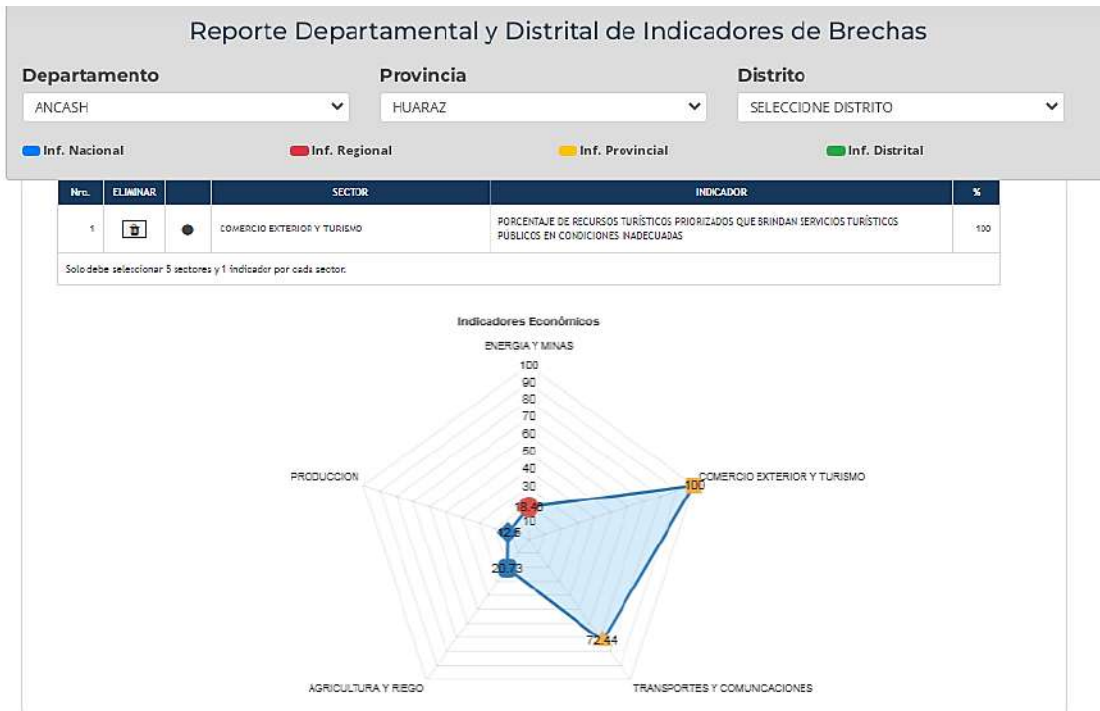 Reporte Departamental y Distrital de Indicadores de Brechas
Departamento Provincia Distrito
ANCASH HUARAZ SELECCIONE DISTRITO
Inf. Nacional Inf. Regional Inf. Provincial Inf. Distrital
Nro. ELIMINAR SECTOR INDICADOR %
1 COMERCIO EXTERIOR Y TURISMO PORCENTAJE DE RECURSOS TURÍSTICOS PRIORIZADOS QUE BRINDAN SERVICIOS TURÍSTICOS 100
PÚBLICOS EN CONDICIONES INADECUADAS
Solo debe seleccionar 5 sectores y 1 indicador por cada sector.
Indicadores Económicos
ENERGIA Y MINAS
100
90
80
70
60
50
40
PRODUCCION
30
100 COMERCIO EXTERIOR Y TURISMO
10
12.5
20.73
72.44
AGRICULTURA Y RIEGO TRANSPORTES Y COMUNICACIONES